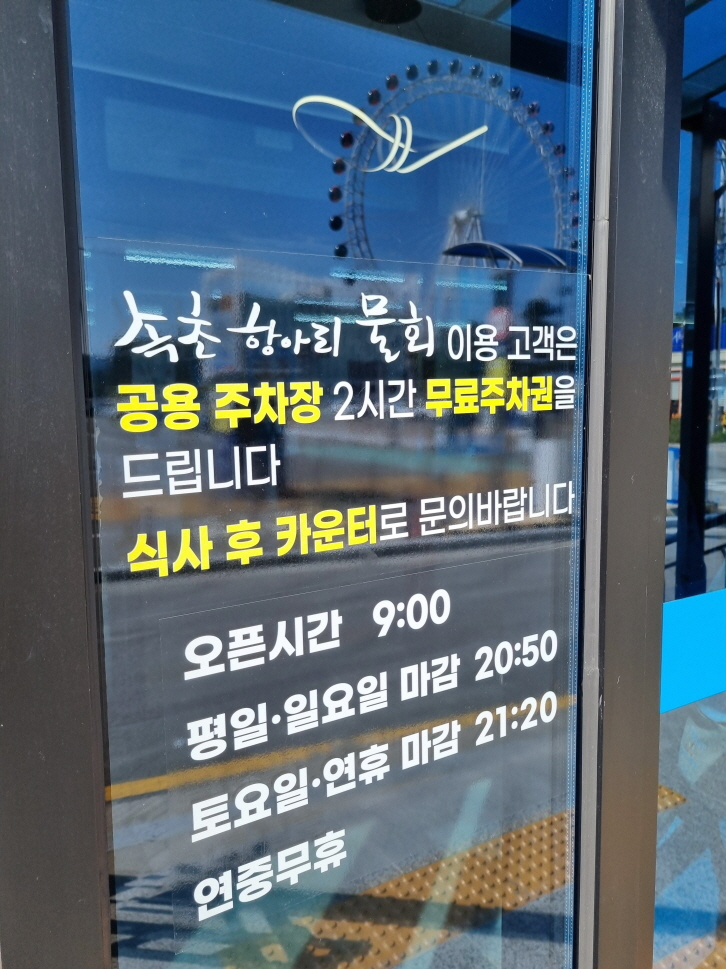 속초 항아리 물회 이용 고객은
공용 주차장 2시간 무료주차권을
드립니다
식사 후 카운터로 문의바랍니다
오픈시간 9:00
평일·일요일 마감 20:50
토요일·연휴 마감 21:20
연중무휴